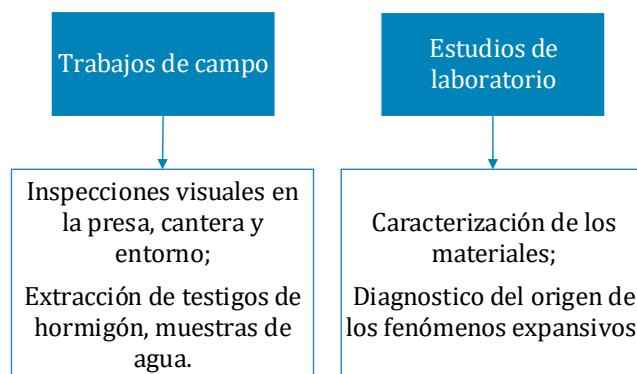 Trabajos de campo
Estudios de
laboratorio
Inspecciones visuales en
la presa, cantera y
entorno;
Extracción de testigos de
hormigón, muestras de
agua.
Caracterización de los
materiales;
Diagnostico del origen de
los fenómenos expansivos